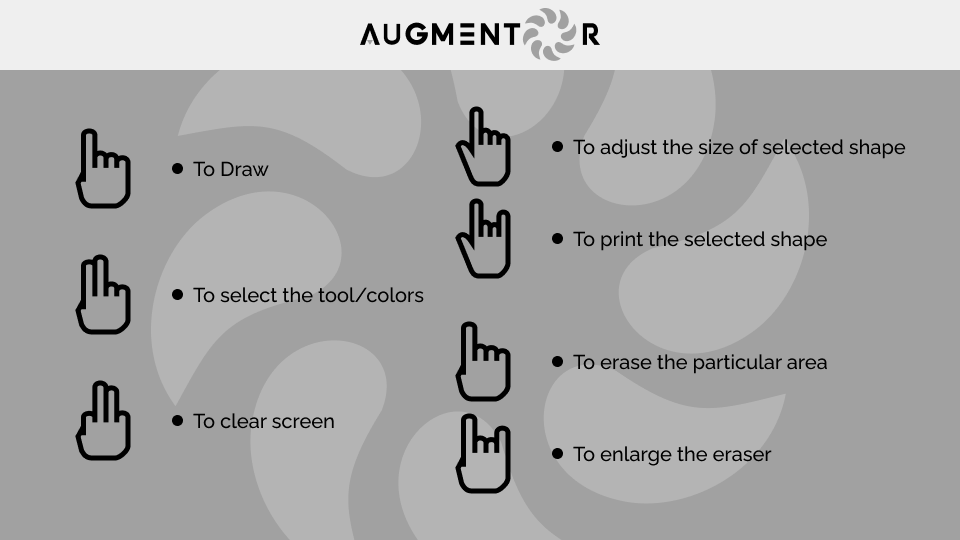 AUGMENTOR
To Draw
To select the tool/colors
To clear screen
To adjust the size of selected shape
To print the selected shape
To erase the particular area
To enlarge the eraser